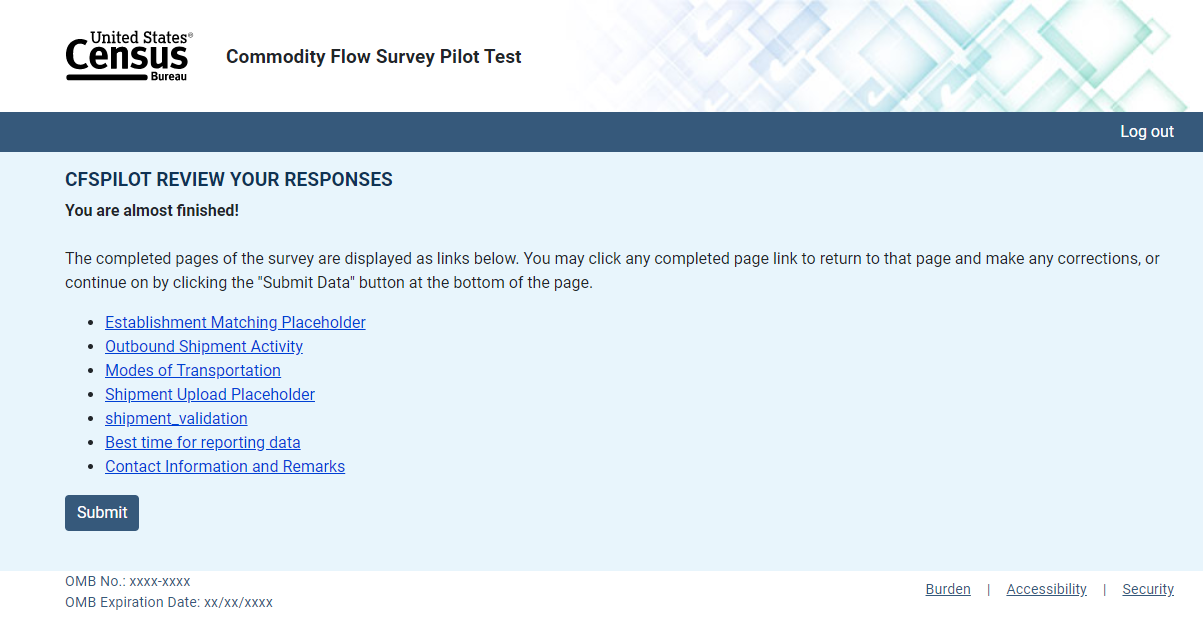 United States®
Census
Bureau
Commodity Flow Survey Pilot Test
Log out
CFSPILOT REVIEW YOUR RESPONSES
You are almost finished!
The completed pages of the survey are displayed as links below. You may click any completed page link to return to that page and make any corrections, or
continue on by clicking the "Submit Data" button at the bottom of the page.
• Establishment Matching Placeholder
• Outbound Shipment Activity
• Modes of Transportation
• Shipment Upload Placeholder
• shipment_validation
• Best time for reporting data
• Contact Information and Remarks
Submit
OMB No.: xxxx-xxxx
OMB Expiration Date: xx/xx/xxxx
Burden | Accessibility | Security